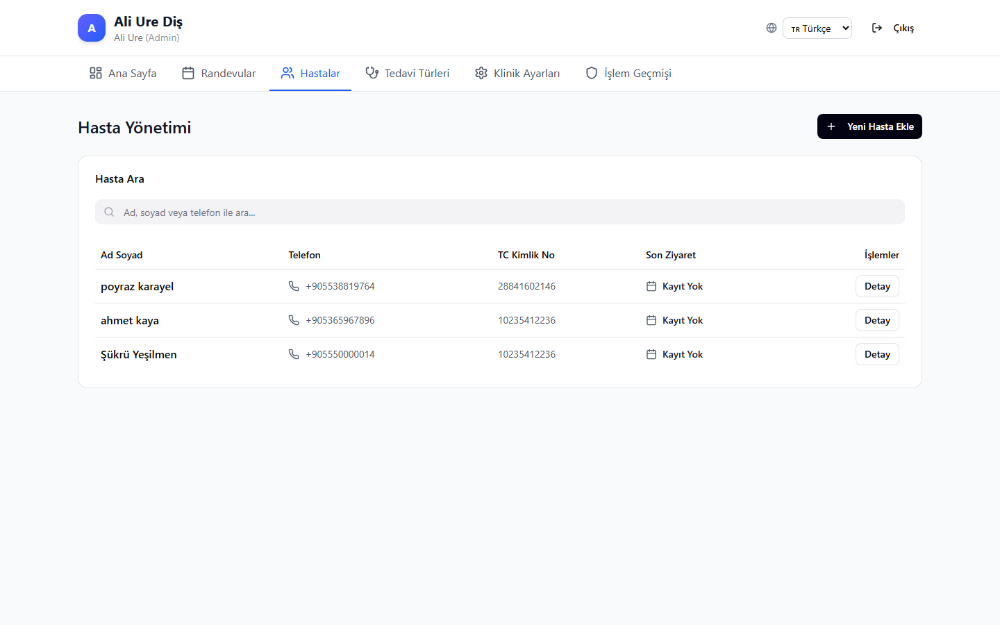 A
Ali Ure Diş
Ali Ure (Admin)
TR Türkçe
Çıkış
Ana Sayfa
Randevular
Hastalar
Tedavi Türleri
Klinik Ayarları
İşlem Geçmişi
Hasta Yönetimi
Yeni Hasta Ekle
Hasta Ara
Ad, soyad veya telefon ile ara...
Ad Soyad Telefon TC Kimlik No Son Ziyaret İşlemler
poyraz karayel +905538819764 28841602146 Kayıt Yok Detay
ahmet kaya +905365967896 10235412236 Kayıt Yok Detay
Şükrü Yeşilmen +905550000014 10235412236 Kayıt Yok Detay